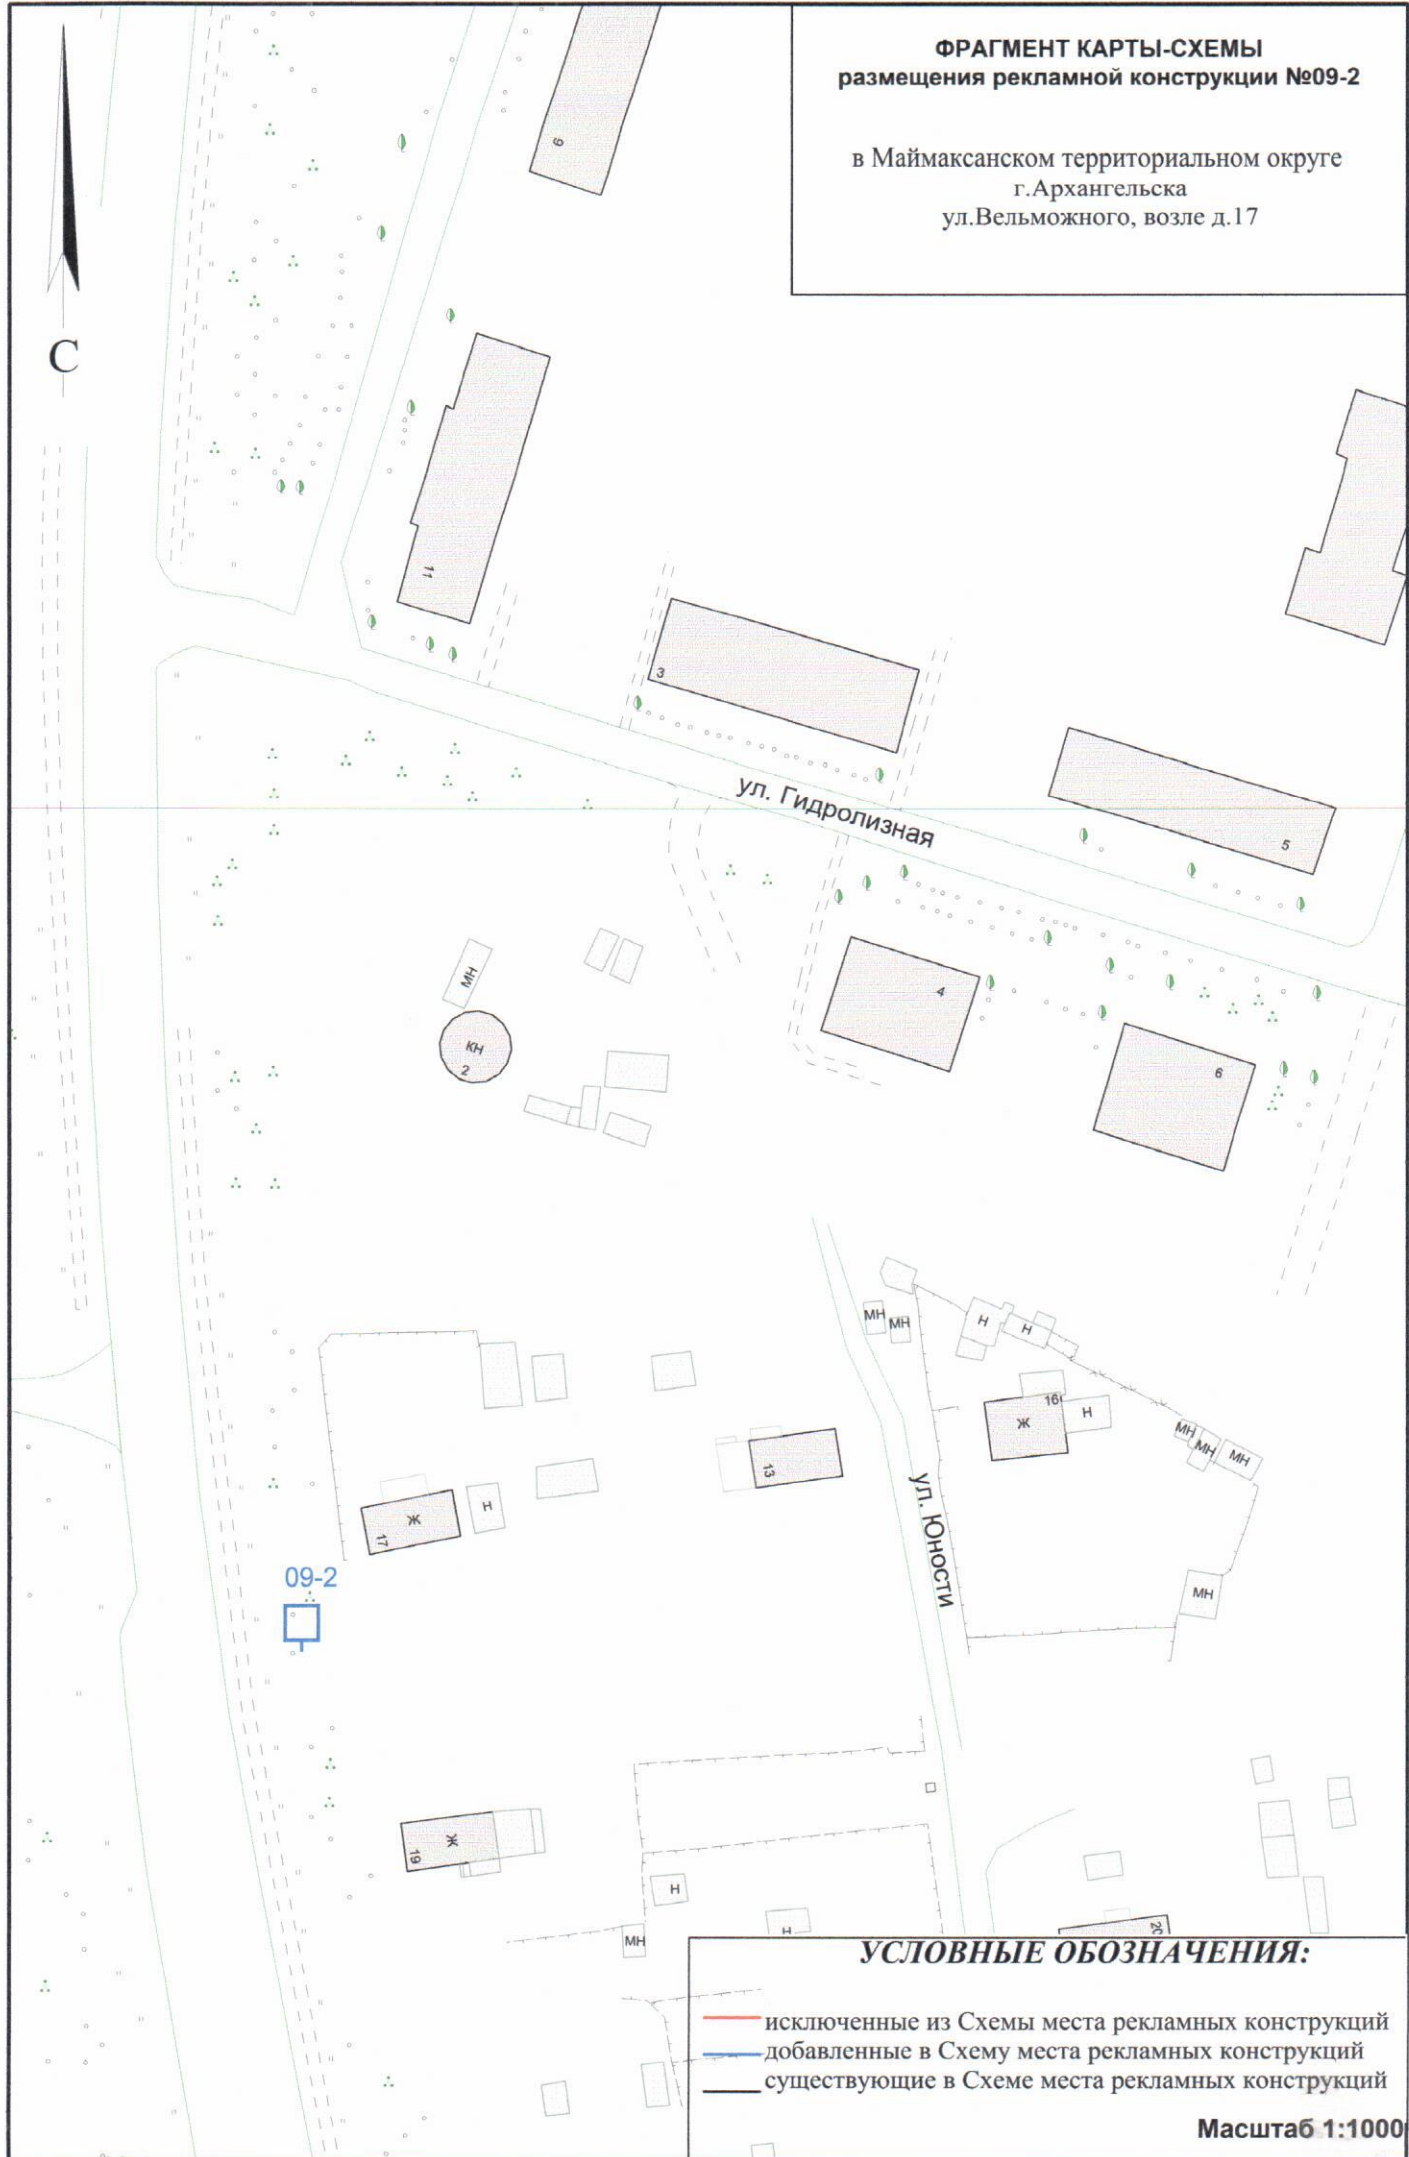 ФРАГМЕНТ КАРТЫ-СХЕМЫ
размещения рекламной конструкции №09-2
в Маймаксанском территориальном округе
г.Архангельска
ул.Вельможного, возле д.17
9
С
11
3
ул. Гидролизная
5
МН
4
КН
2
6
МН
МН
Н
Н
16
Ж
Н
МН
МН
МН
13
ул. Юности
Ж
17
Н
09-2
МН
Ж
19
Н
Н
МН
20
УСЛОВНЫЕ ОБОЗНАЧЕНИЯ:
исключенные из Схемы места рекламных конструкций
добавленные в Схему места рекламных конструкций
существующие в Схеме места рекламных конструкций
Масштаб 1:1000